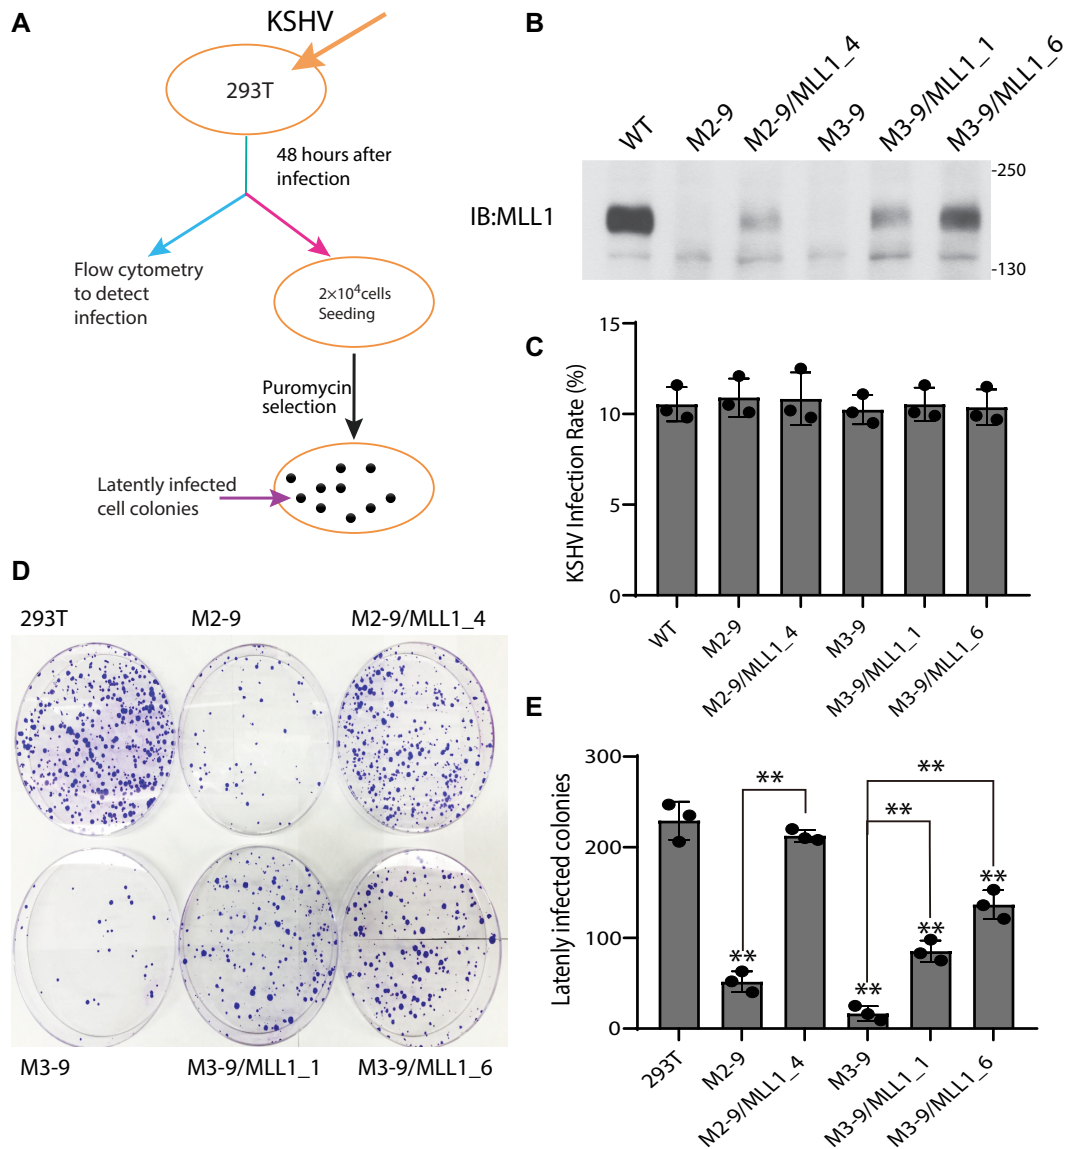 A
KSHV
293T
48 hours after
infection
Flow cytometry
to detect
infection
2×10⁴cells
Seeding
Puromycin
selection
Latently infected
cell colonies
B
WT
M2-9
M2-9/MLL1_4
M3-9
M3-9/MLL1_1
M3-9/MLL1_6
IB:MLL1
-250
-130
C
KSHV Infection Rate (%)
15
10
5
0
WT
M2-9
M2-9/MLL1_4
M3-9
M3-9/MLL1_1
M3-9/MLL1_6
D
293T
M2-9
M2-9/MLL1_4
M3-9
M3-9/MLL1_1
M3-9/MLL1_6
E
Latenly infected colonies
300
200
100
0
**
**
**
**
**
**
**
293T
M2-9
M2-9/MLL1_4
M3-9
M3-9/MLL1_1
M3-9/MLL1_6